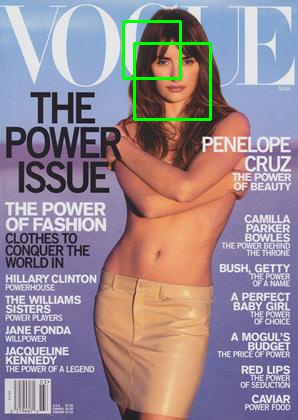 VOGUE
MAR
THE
POWER
ISSUE
PENELOPE
CRUZ
THE POWER
OF BEAUTY
THE POWER
OF FASHION
CLOTHES TO
CONQUER THE
WORLD IN
HILLARY CLINTON
POWERHOUSE
THE WILLIAMS
SISTERS
POWER PLAYERS
JANE FONDA
WILLPOWER
JACQUELINE
KENNEDY
THE POWER OF A LEGEND
CAMILLA
PARKER
BOWLES
THE POWER BEHIND
THE THRONE
BUSH, GETTY
THE POWER
OF A NAME
A PERFECT
BABY GIRL
THE POWER
OF CHOICE
A MOGUL'S
BUDGET
THE PRICE OF POWER
RED LIPS
THE POWER
OF SEDUCTION
CAVIAR
POWER FOOD
03